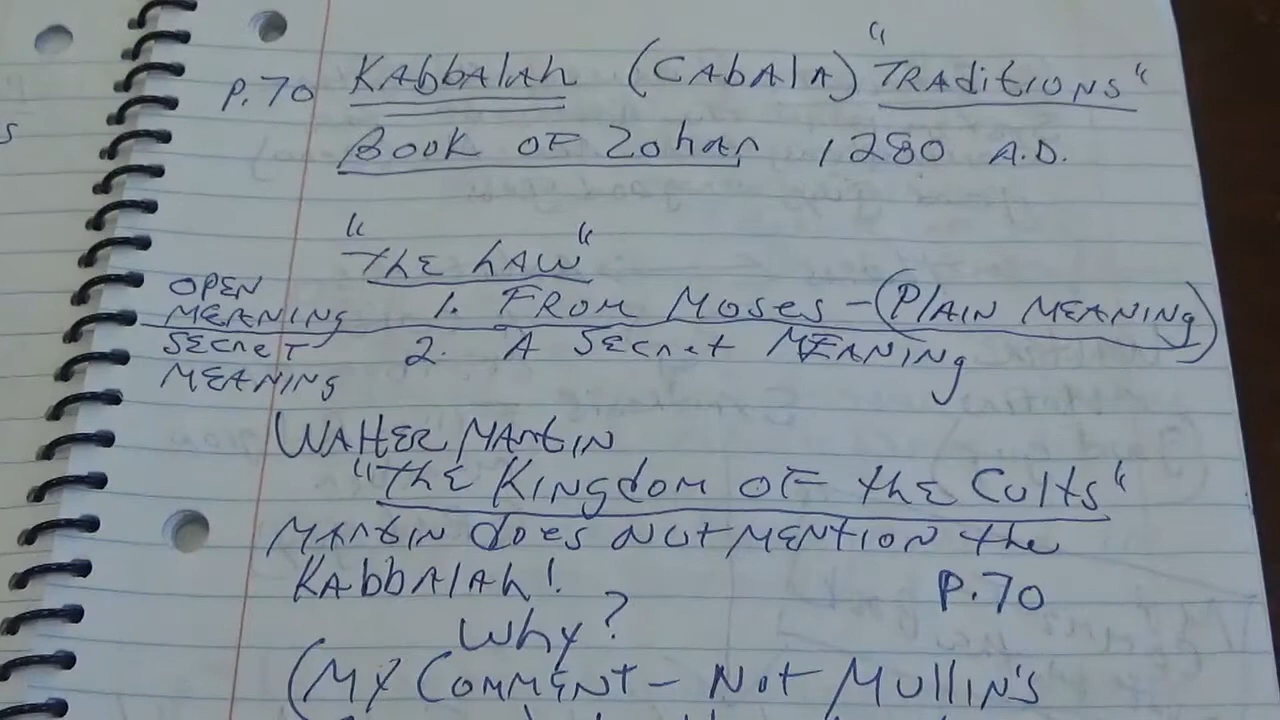 P.70 Kabbalah (Cabala) "Traditions"
Book of Zohar 1280 A.D.
"The Law"
Open
Meaning 1. From Moses - (Plain Meaning)
Secret 2. A Secret Meaning
Meaning
Walter Martin
"The Kingdom of the Cults"
Martin does not mention the
Kabbalah! P.70
Why?
(My Comment - Not Mullin's
s